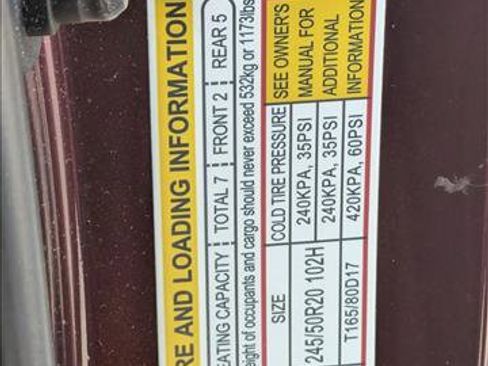 RE AND LOADING INFORMATION
EATING CAPACITY TOTAL 7 FRONT 2 REAR 5
eight of occupants and cargo should never exceed 532kg or 1173lbs
SIZE COLD TIRE PRESSURE SEE OWNER'S
245/50R20 102H 240KPA, 35PSI MANUAL FOR
240KPA, 35PSI ADDITIONAL
T165/80D17 420KPA, 60PSI INFORMATION